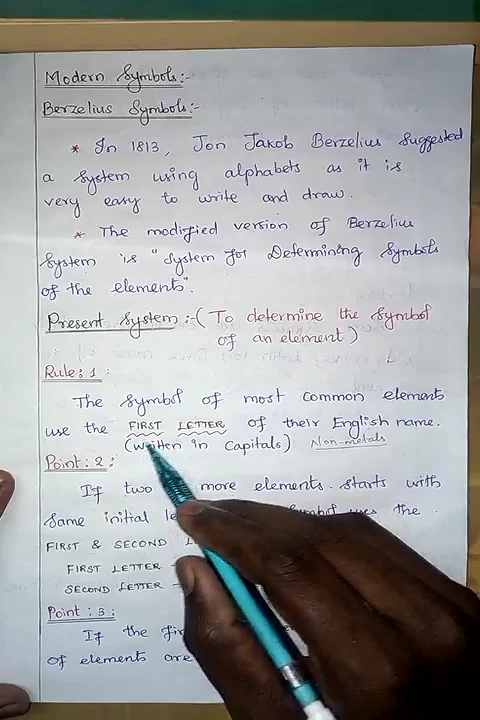 Modern Symbols:-
Berzelius Symbols:-
* In 1813, Jon Jakob Berzelius suggested
a system using alphabets as it is
very easy to write and draw.
* The modified version of Berzelius
System is "System for Determining Symbols
of the elements".
Present System:-( To determine the symbol
of an element)
Rule: 1:
The symbol of most common elements
use the FIRST LETTER of their English name.
(written in Capitals) Non-metals
Point: 2:
If two more elements starts with
same initial uses the
FIRST & SECOND
FIRST LETTER
SECOND LETTER
Point: 3:
If the
of elements are